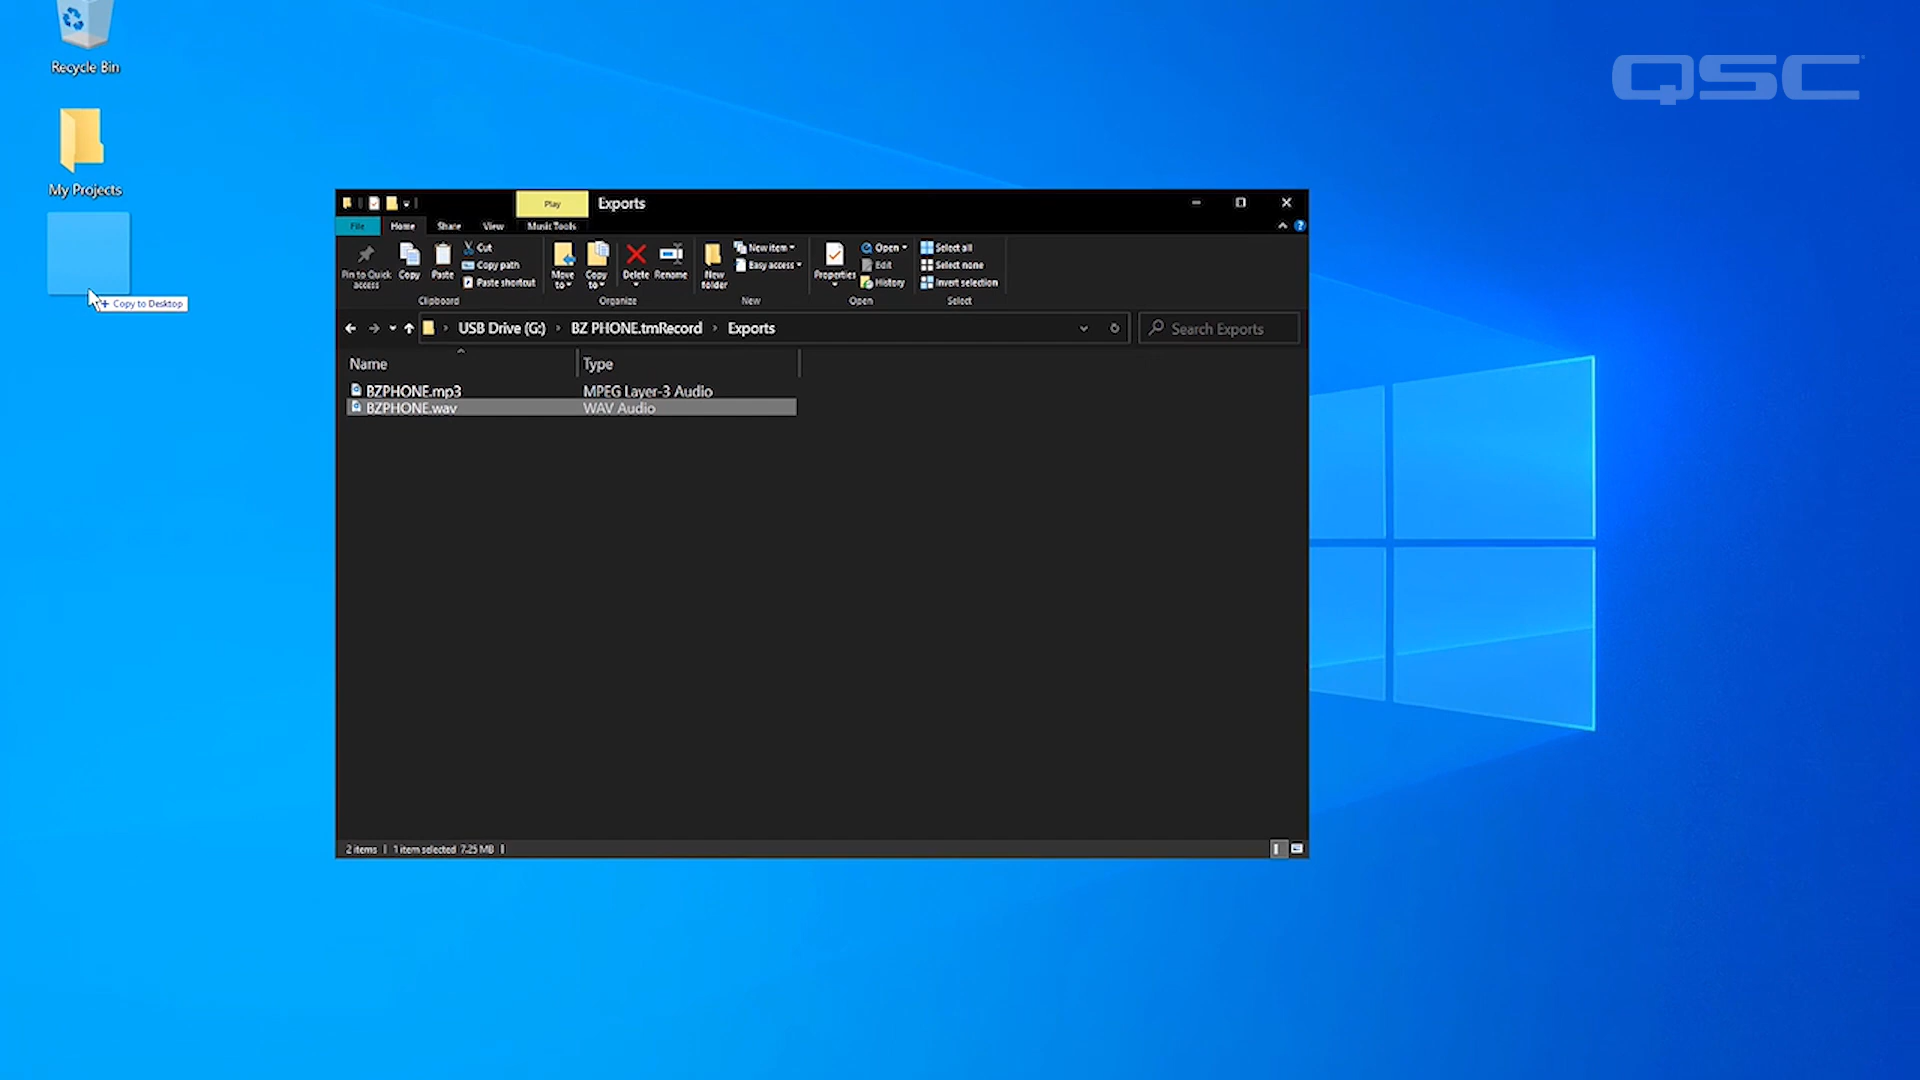 Recycle Bin
My Projects
+ Copy to Desktop
QSC
Play
Exports
File
Home
Share
View
Music Tools
Pin to Quick access
Copy
Paste
Cut
Copy path
Paste shortcut
Clipboard
Move to
Copy to
Delete
Rename
Organize
New folder
New item
Easy access
New
Properties
Open
Edit
History
Open
Select all
Select none
Invert selection
Select
USB Drive (G:) › BZ PHONE.tmRecord › Exports
Search Exports
Name
Type
BZPHONE.mp3
MPEG Layer-3 Audio
BZPHONE.wav
WAV Audio
2 items
1 item selected 7.25 MB